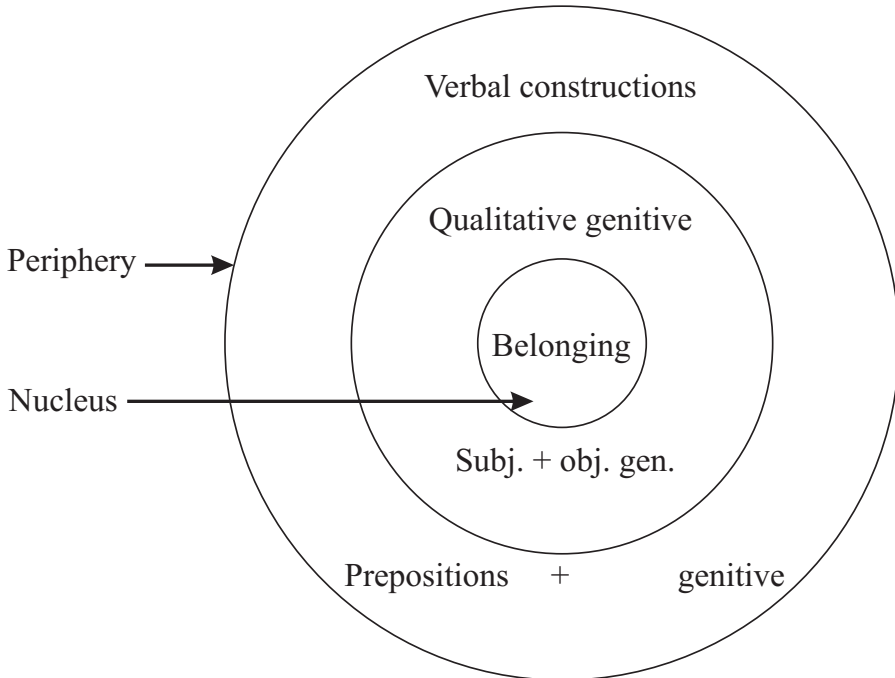 Verbal constructions
Qualitative genitive
Periphery
Belonging
Nucleus
Subj. + obj. gen.
Prepositions + genitive